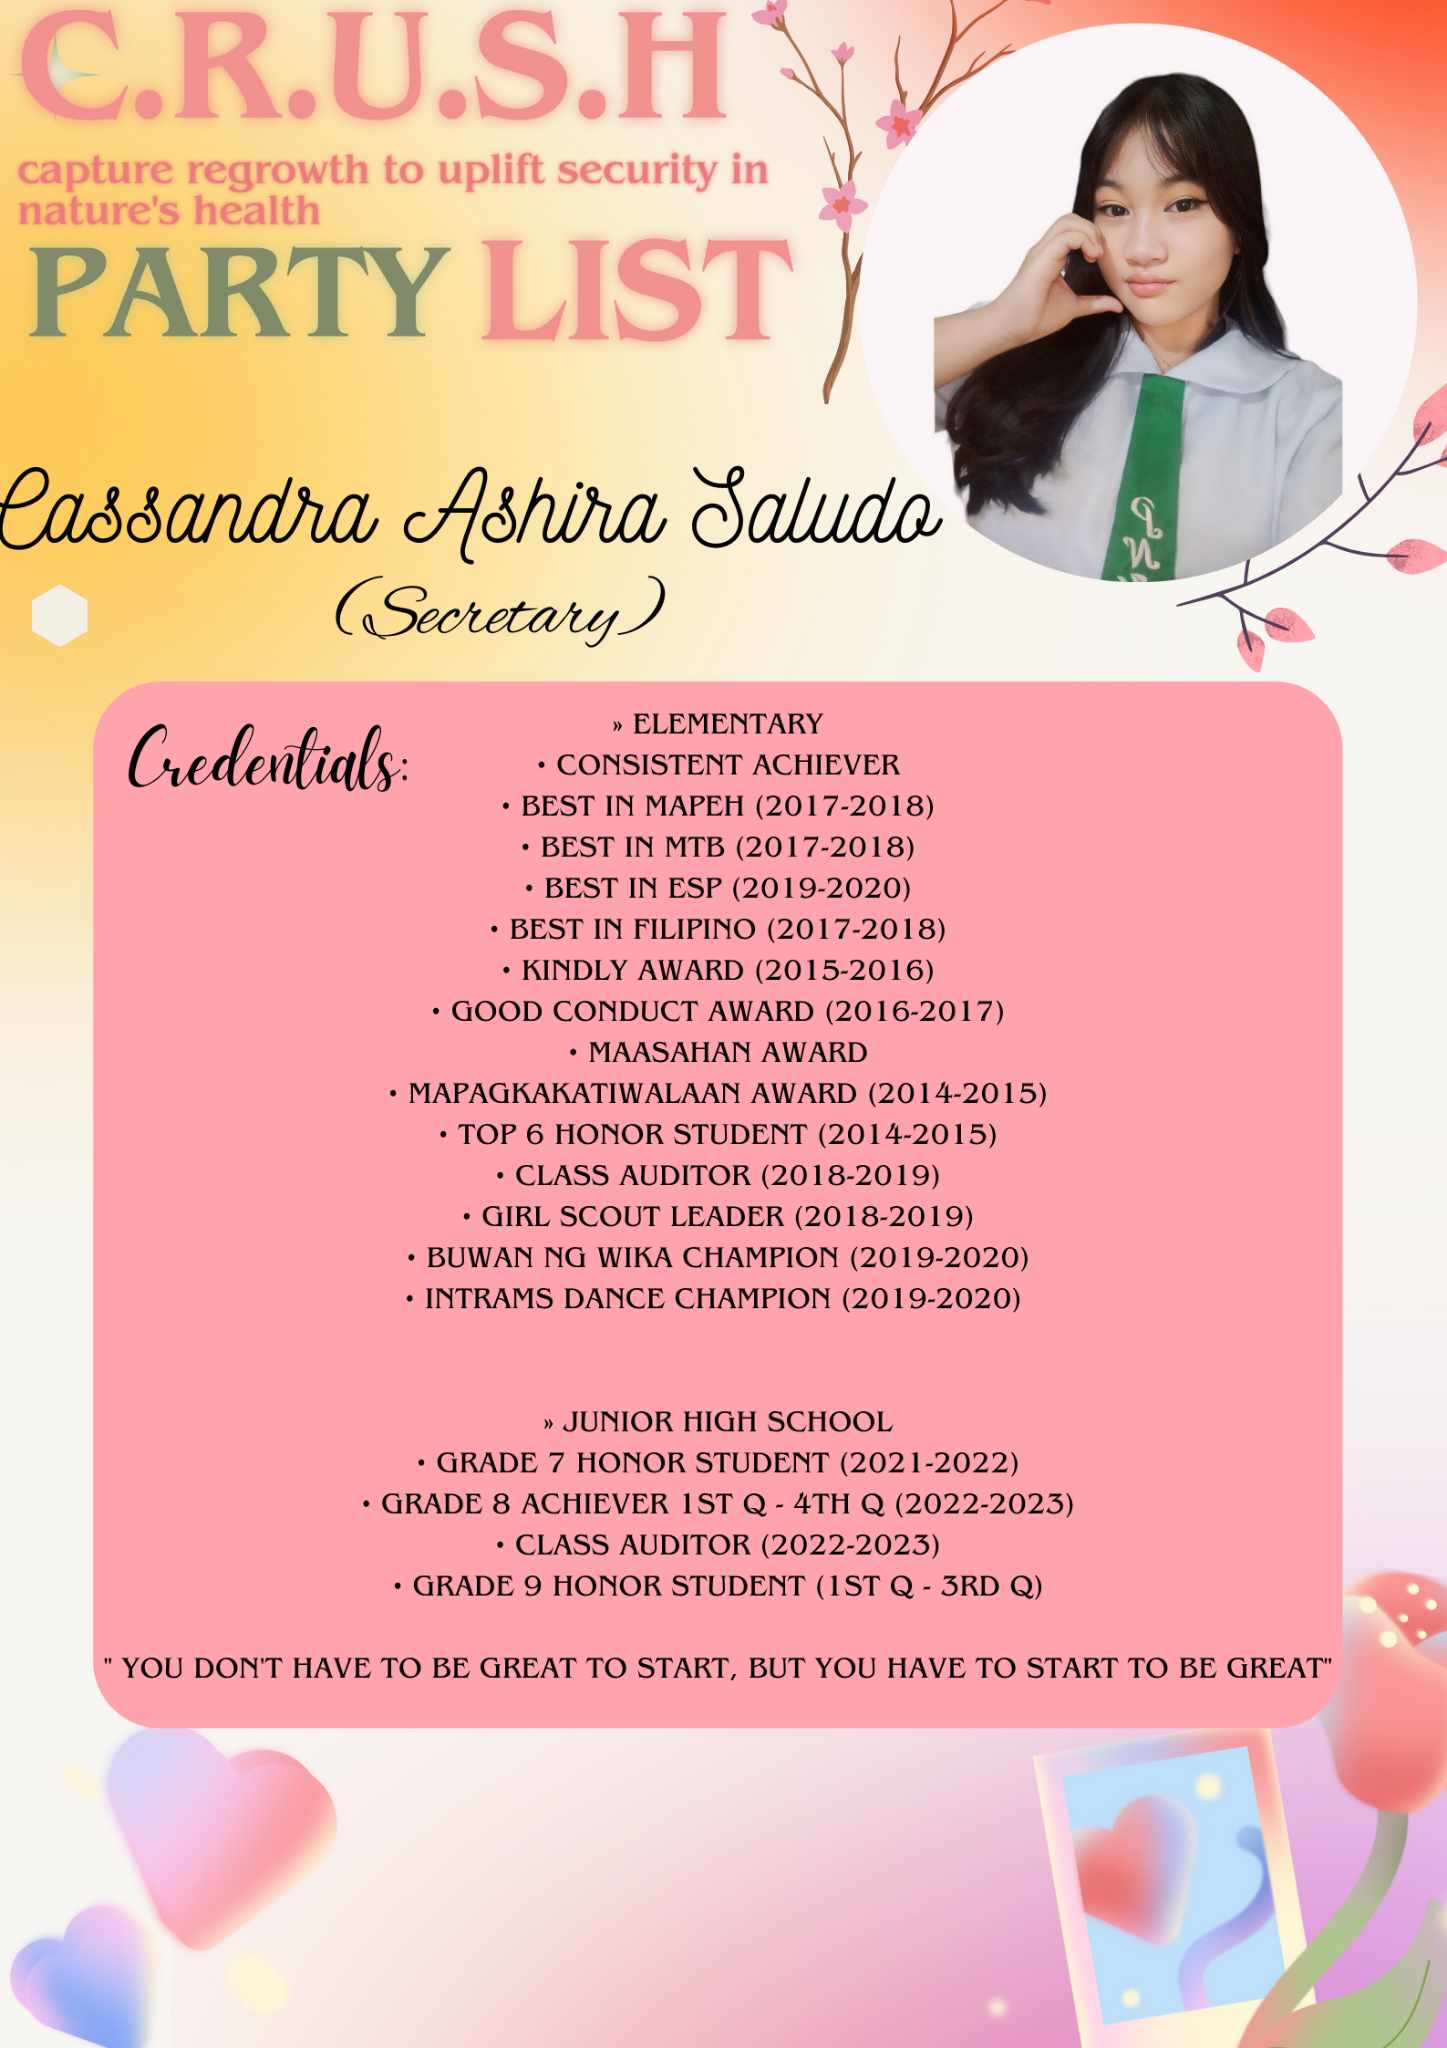 C.R.U.S.H
capture regrowth to uplift security in
nature's health
PARTY LIST
Cassandra Ashira Saludo
(Secretary)
Credentials:
» ELEMENTARY
• CONSISTENT ACHIEVER
• BEST IN MAPEH (2017-2018)
• BEST IN MTB (2017-2018)
• BEST IN ESP (2019-2020)
• BEST IN FILIPINO (2017-2018)
• KINDLY AWARD (2015-2016)
• GOOD CONDUCT AWARD (2016-2017)
• MAASAHAN AWARD
• MAPAGKAKATIWALAAN AWARD (2014-2015)
• TOP 6 HONOR STUDENT (2014-2015)
• CLASS AUDITOR (2018-2019)
• GIRL SCOUT LEADER (2018-2019)
• BUWAN NG WIKA CHAMPION (2019-2020)
• INTRAMS DANCE CHAMPION (2019-2020)
» JUNIOR HIGH SCHOOL
• GRADE 7 HONOR STUDENT (2021-2022)
• GRADE 8 ACHIEVER 1ST Q - 4TH Q (2022-2023)
• CLASS AUDITOR (2022-2023)
• GRADE 9 HONOR STUDENT (1ST Q - 3RD Q)
" YOU DON'T HAVE TO BE GREAT TO START, BUT YOU HAVE TO START TO BE GREAT"